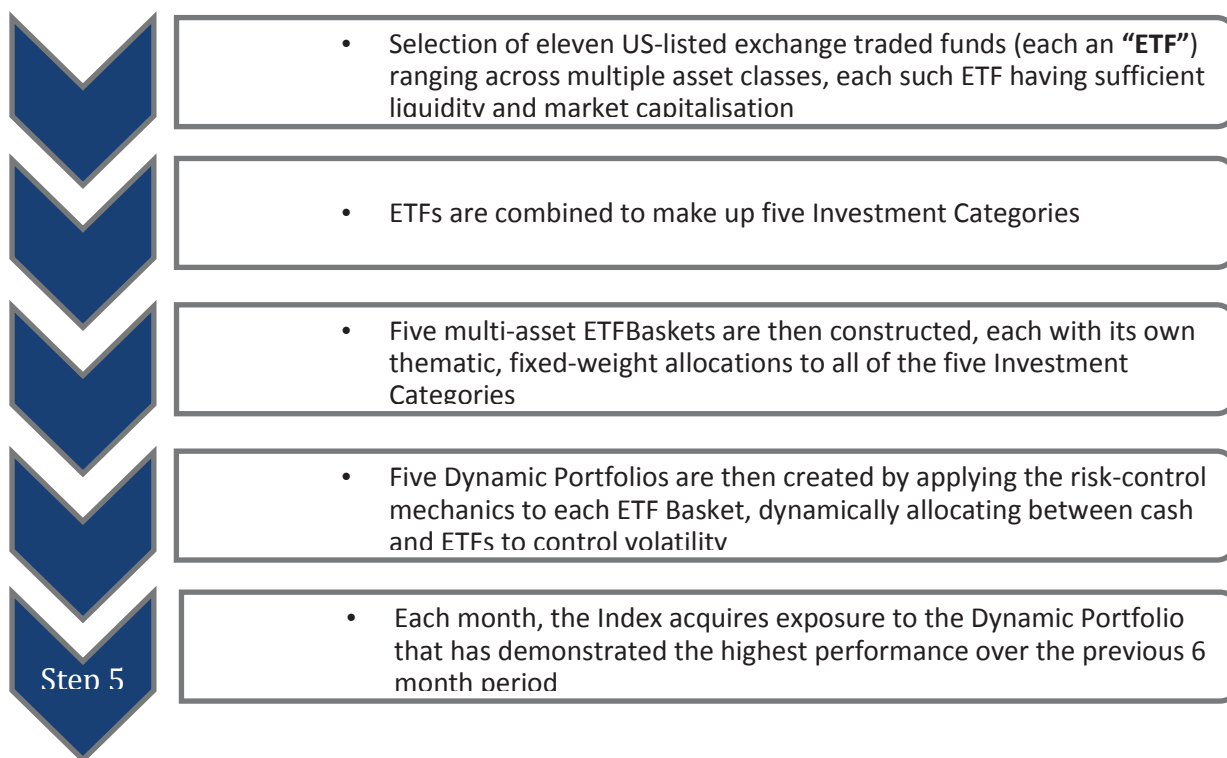 • Selection of eleven US-listed exchange traded funds (each an “ETF”)
ranging across multiple asset classes, each such ETF having sufficient
liquidity and market capitalisation
• ETFs are combined to make up five Investment Categories
• Five multi-asset ETFBaskets are then constructed, each with its own
thematic, fixed-weight allocations to all of the five Investment
Categories
• Five Dynamic Portfolios are then created by applying the risk-control
mechanics to each ETF Basket, dynamically allocating between cash
and ETFs to control volatility
Step 5
• Each month, the Index acquires exposure to the Dynamic Portfolio
that has demonstrated the highest performance over the previous 6
month period